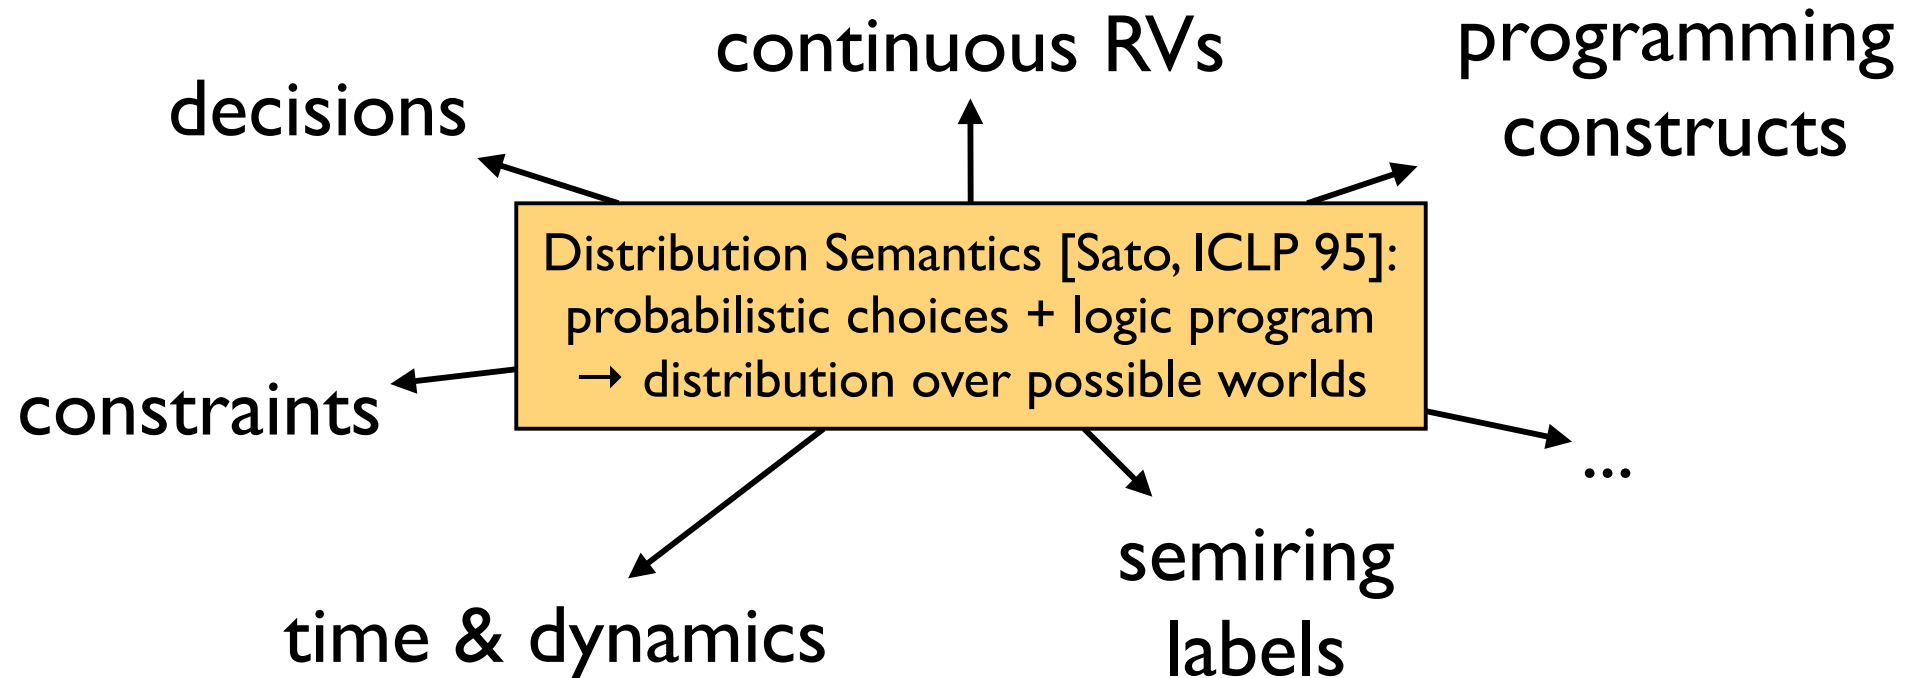 continuous RVs
programming
constructs
decisions
Distribution Semantics [Sato, ICLP 95]:
probabilistic choices + logic program
→ distribution over possible worlds
constraints
...
semiring
labels
time & dynamics